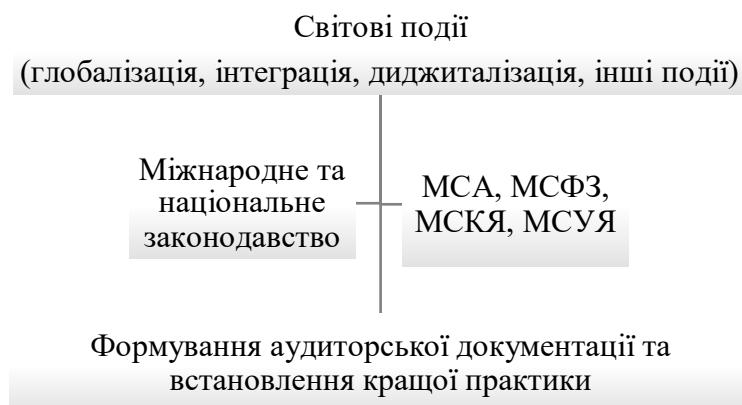 Світові події
(глобалізація, інтеграція, диджиталізація, інші події)
Міжнародне та
національне
законодавство
МСА, МСФЗ,
МСКЯ, МСУЯ
Формування аудиторської документації та
встановлення кращої практики